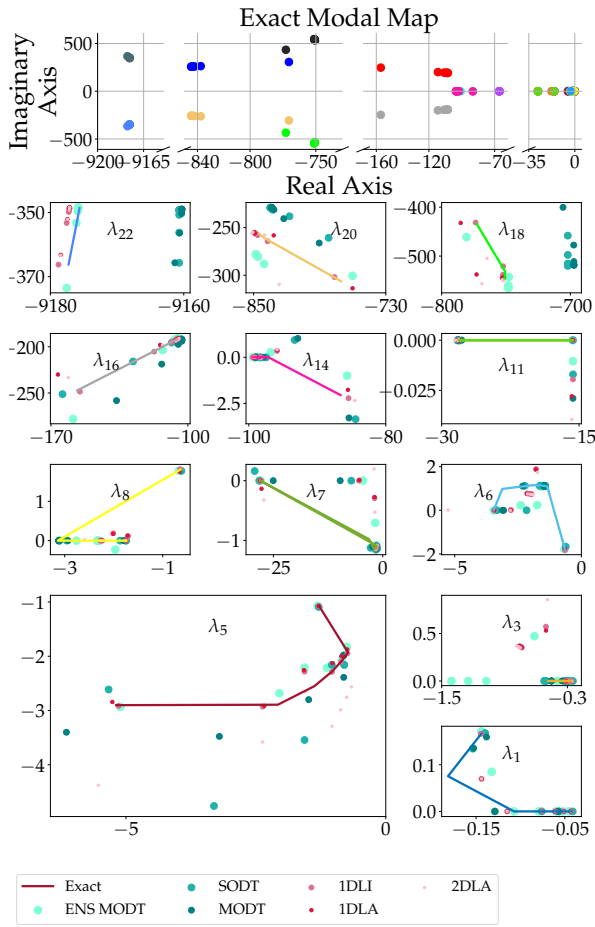 Exact Modal Map
Imaginary
Axis
500
0
−500
−9200
−9165
−840
−750
−156
−70
−35
0
Real Axis
-350
-375
−9180
−9160
λ22
-250
-300
−850
−730
λ20
−400
−500
−800
−700
λ18
-200
-250
−170
−100
λ16
0.0
−2.5
−100
−80
λ14
0.000
−0.025
−30
−15
λ11
1
0
−3
−1
λ8
0
−1
−25
0
λ7
2
0
−2
−5
0
λ6
−1
−2
−3
−4
−5
0
λ5
0.5
0.0
−1.5
−0.3
λ3
0.1
0.0
−0.15
−0.05
λ1
Exact
SODT
1DLI
2DLA
ENS MODT
MODT
1DLA